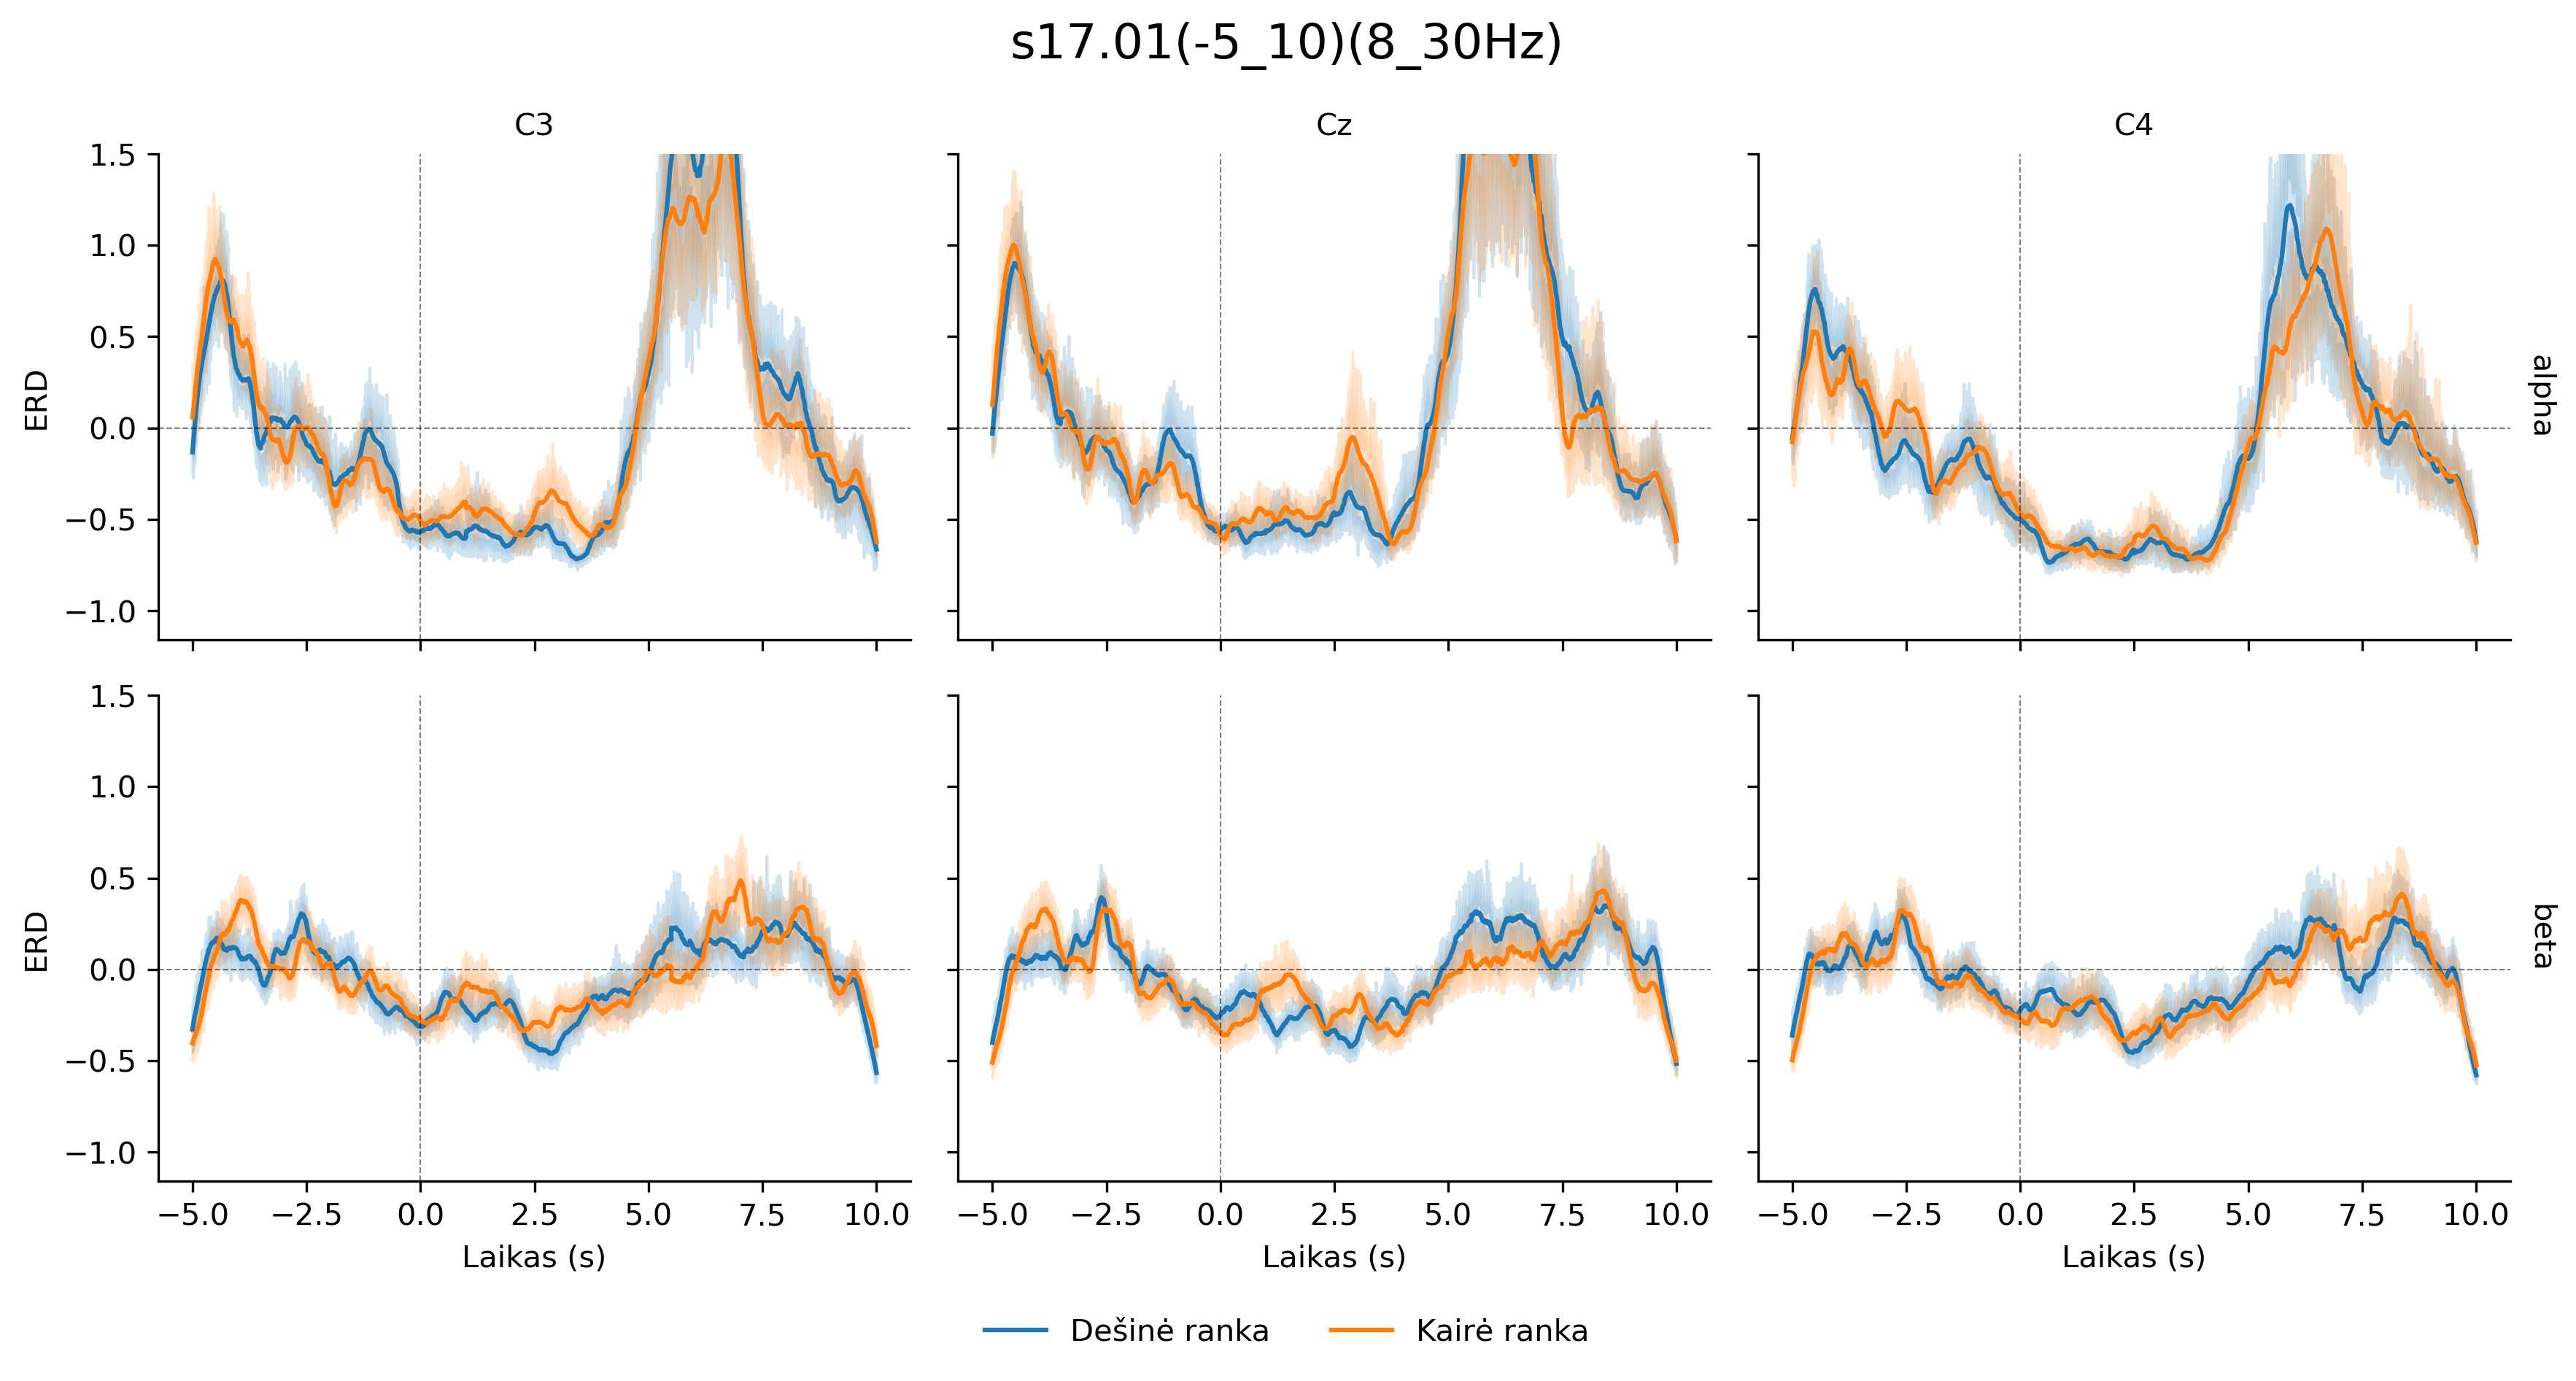 s17.01(-5_10)(8_30Hz)
C3 Cz C4
1.5
1.0
0.5
0.0
−0.5
−1.0
ERD
alpha
1.5
1.0
0.5
0.0
−0.5
−1.0
ERD
beta
−5.0 −2.5 0.0 2.5 5.0 7.5 10.0 −5.0 −2.5 0.0 2.5 5.0 7.5 10.0 −5.0 −2.5 0.0 2.5 5.0 7.5 10.0
Laikas (s) Laikas (s) Laikas (s)
Dešinė ranka Kairė ranka